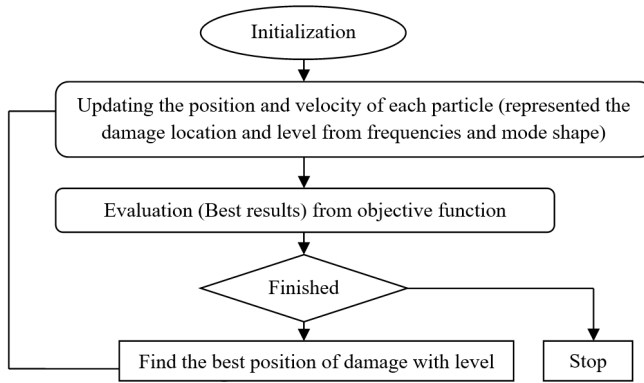 Initialization
Updating the position and velocity of each particle (represented the
damage location and level from frequencies and mode shape)
Evaluation (Best results) from objective function
Finished
Find the best position of damage with level
Stop